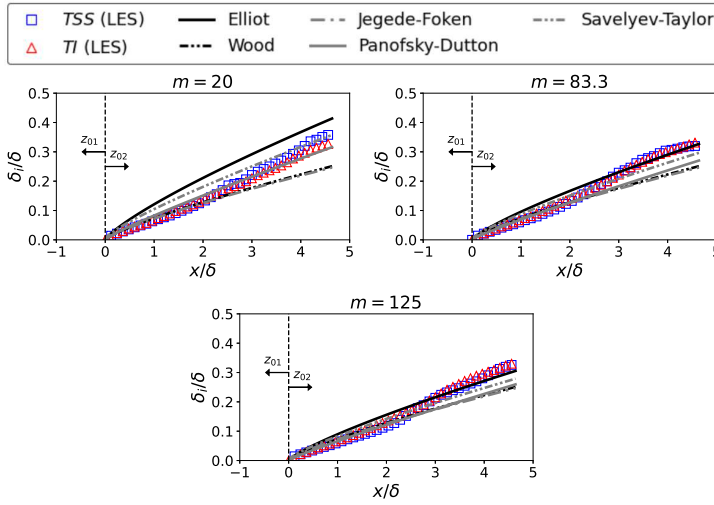 TSS (LES) Elliot Jegede-Foken Savelyev-Taylor
TI (LES) Wood Panofsky-Dutton
m = 20
δi/δ
0.5
0.4
0.3
0.2
0.1
0.0
z01
z02
−1 0 1 2 3 4 5
x/δ
m = 83.3
δi/δ
0.5
0.4
0.3
0.2
0.1
0.0
z01
z02
−1 0 1 2 3 4 5
x/δ
m = 125
δi/δ
0.5
0.4
0.3
0.2
0.1
0.0
z01
z02
−1 0 1 2 3 4 5
x/δ